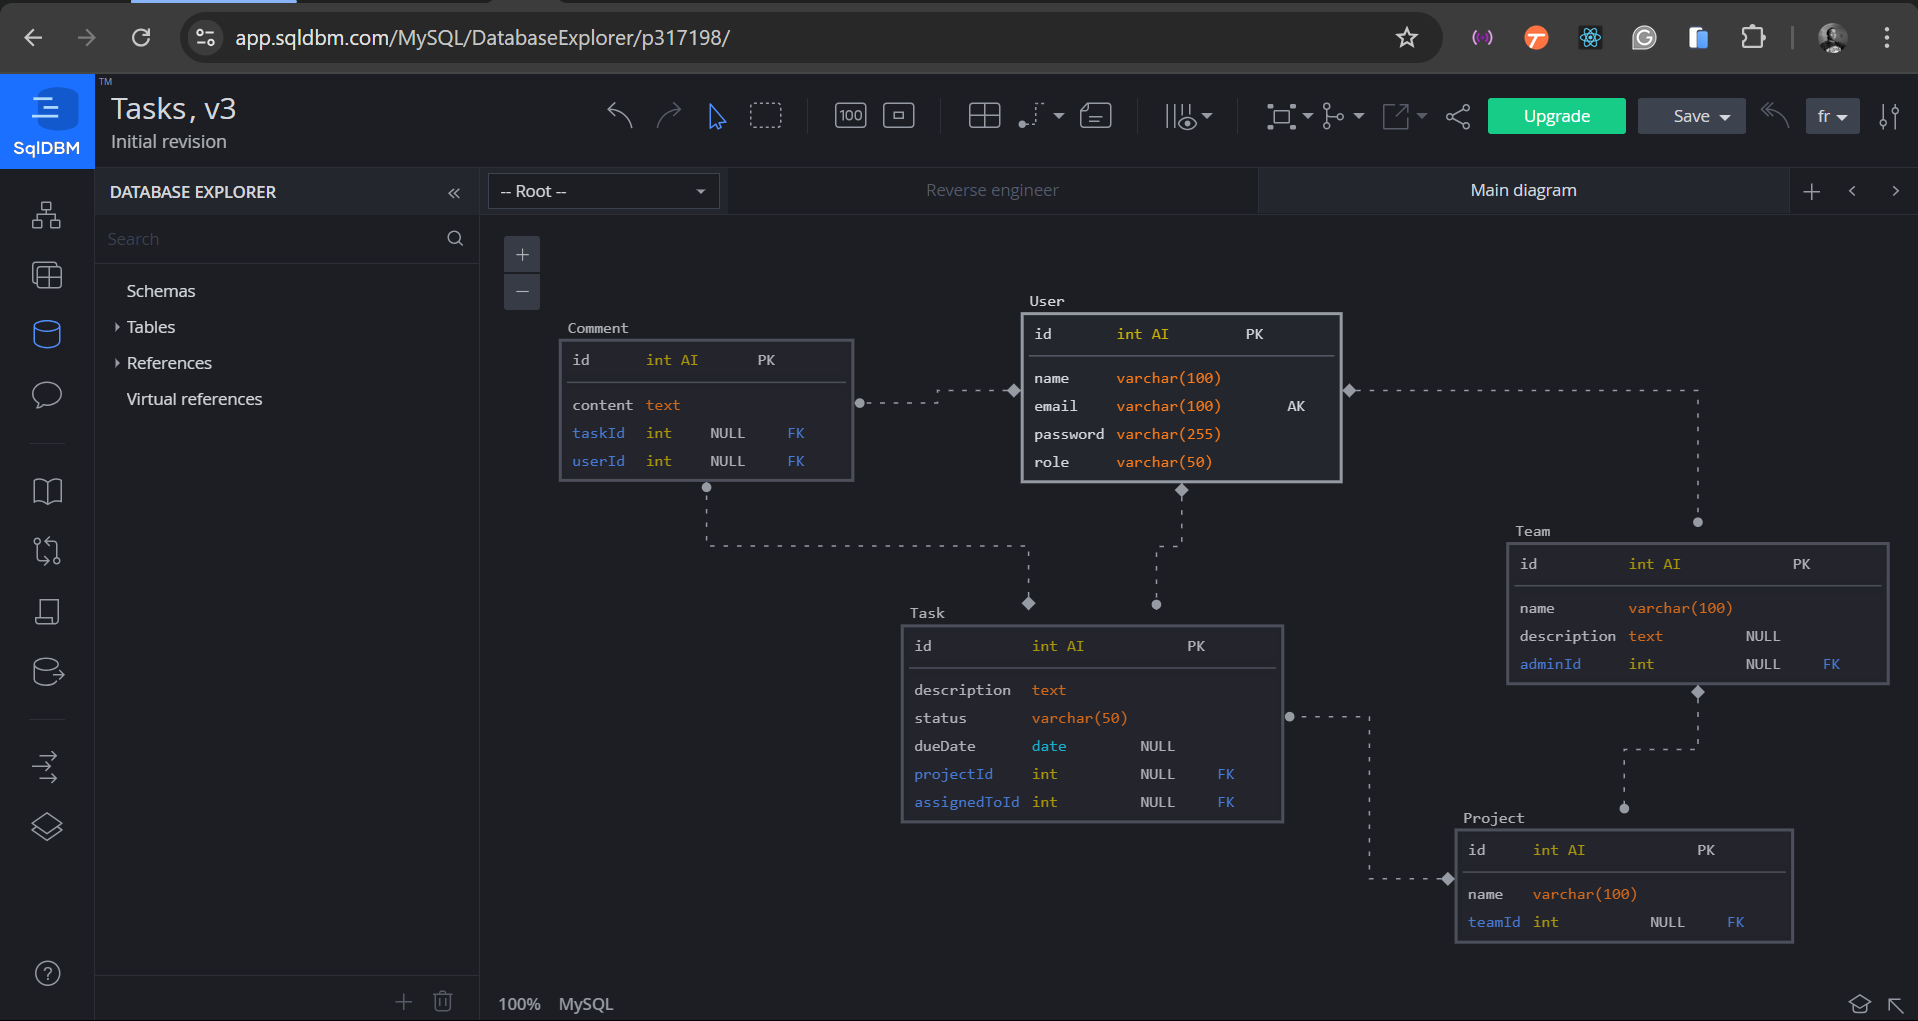 app.sqldbm.com/MySQL/DatabaseExplorer/p317198/
SqlDBM
TM
Tasks, v3
Initial revision
100
Upgrade
Save
fr
DATABASE EXPLORER
-- Root --
Reverse engineer
Main diagram
Search
Schemas
Tables
References
Virtual references
Comment
id int AI PK
content text
taskId int NULL FK
userId int NULL FK
User
id int AI PK
name varchar(100)
email varchar(100) AK
password varchar(255)
role varchar(50)
Team
id int AI PK
name varchar(100)
description text NULL
adminId int NULL FK
Task
id int AI PK
description text
status varchar(50)
dueDate date NULL
projectId int NULL FK
assignedToId int NULL FK
Project
id int AI PK
name varchar(100)
teamId int NULL FK
100% MySQL